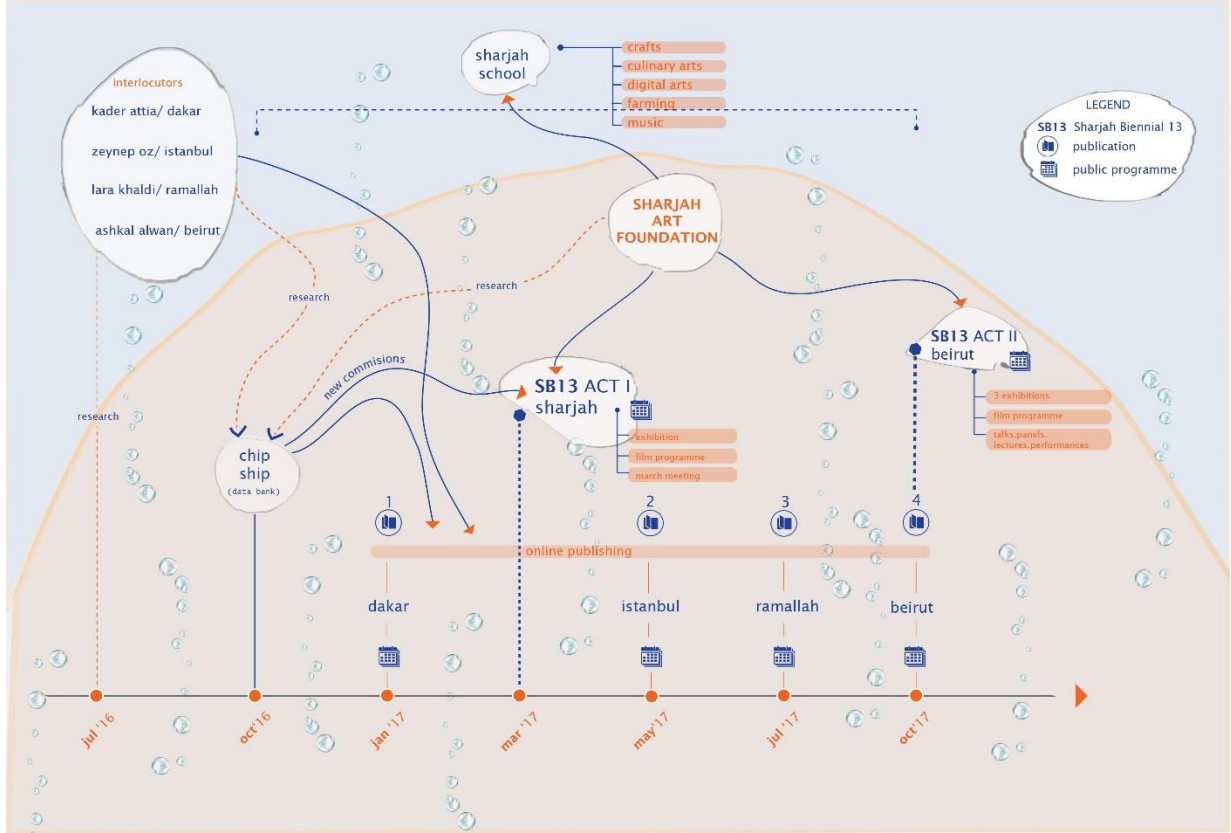 sharjah
school
crafts
culinary arts
digital arts
farming
music
interlocutors
kader attia/ dakar
zeynep oz/ istanbul
lara khaldi/ ramallah
ashkal alwan/ beirut
LEGEND
SB13 Sharjah Biennial 13
publication
public programme
SHARJAH
ART
FOUNDATION
research
research
research
new commisions
SB13 ACT I
sharjah
exhibition
film programme
march meeting
SB13 ACT II
beirut
3 exhibitions
film programme
talks.panels.
lectures.performances.
chip
ship
(data bank)
1
2
3
4
online publishing
dakar
istanbul
ramallah
beirut
jul '16
oct'16
jan '17
mar '17
may'17
jul '17
oct'17